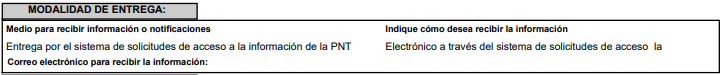 MODALIDAD DE ENTREGA:
Medio para recibir información o notificaciones Indique cómo desea recibir la información
Entrega por el sistema de solicitudes de acceso a la información de la PNT Electrónico a través del sistema de solicitudes de acceso la
Correo electrónico para recibir la información: